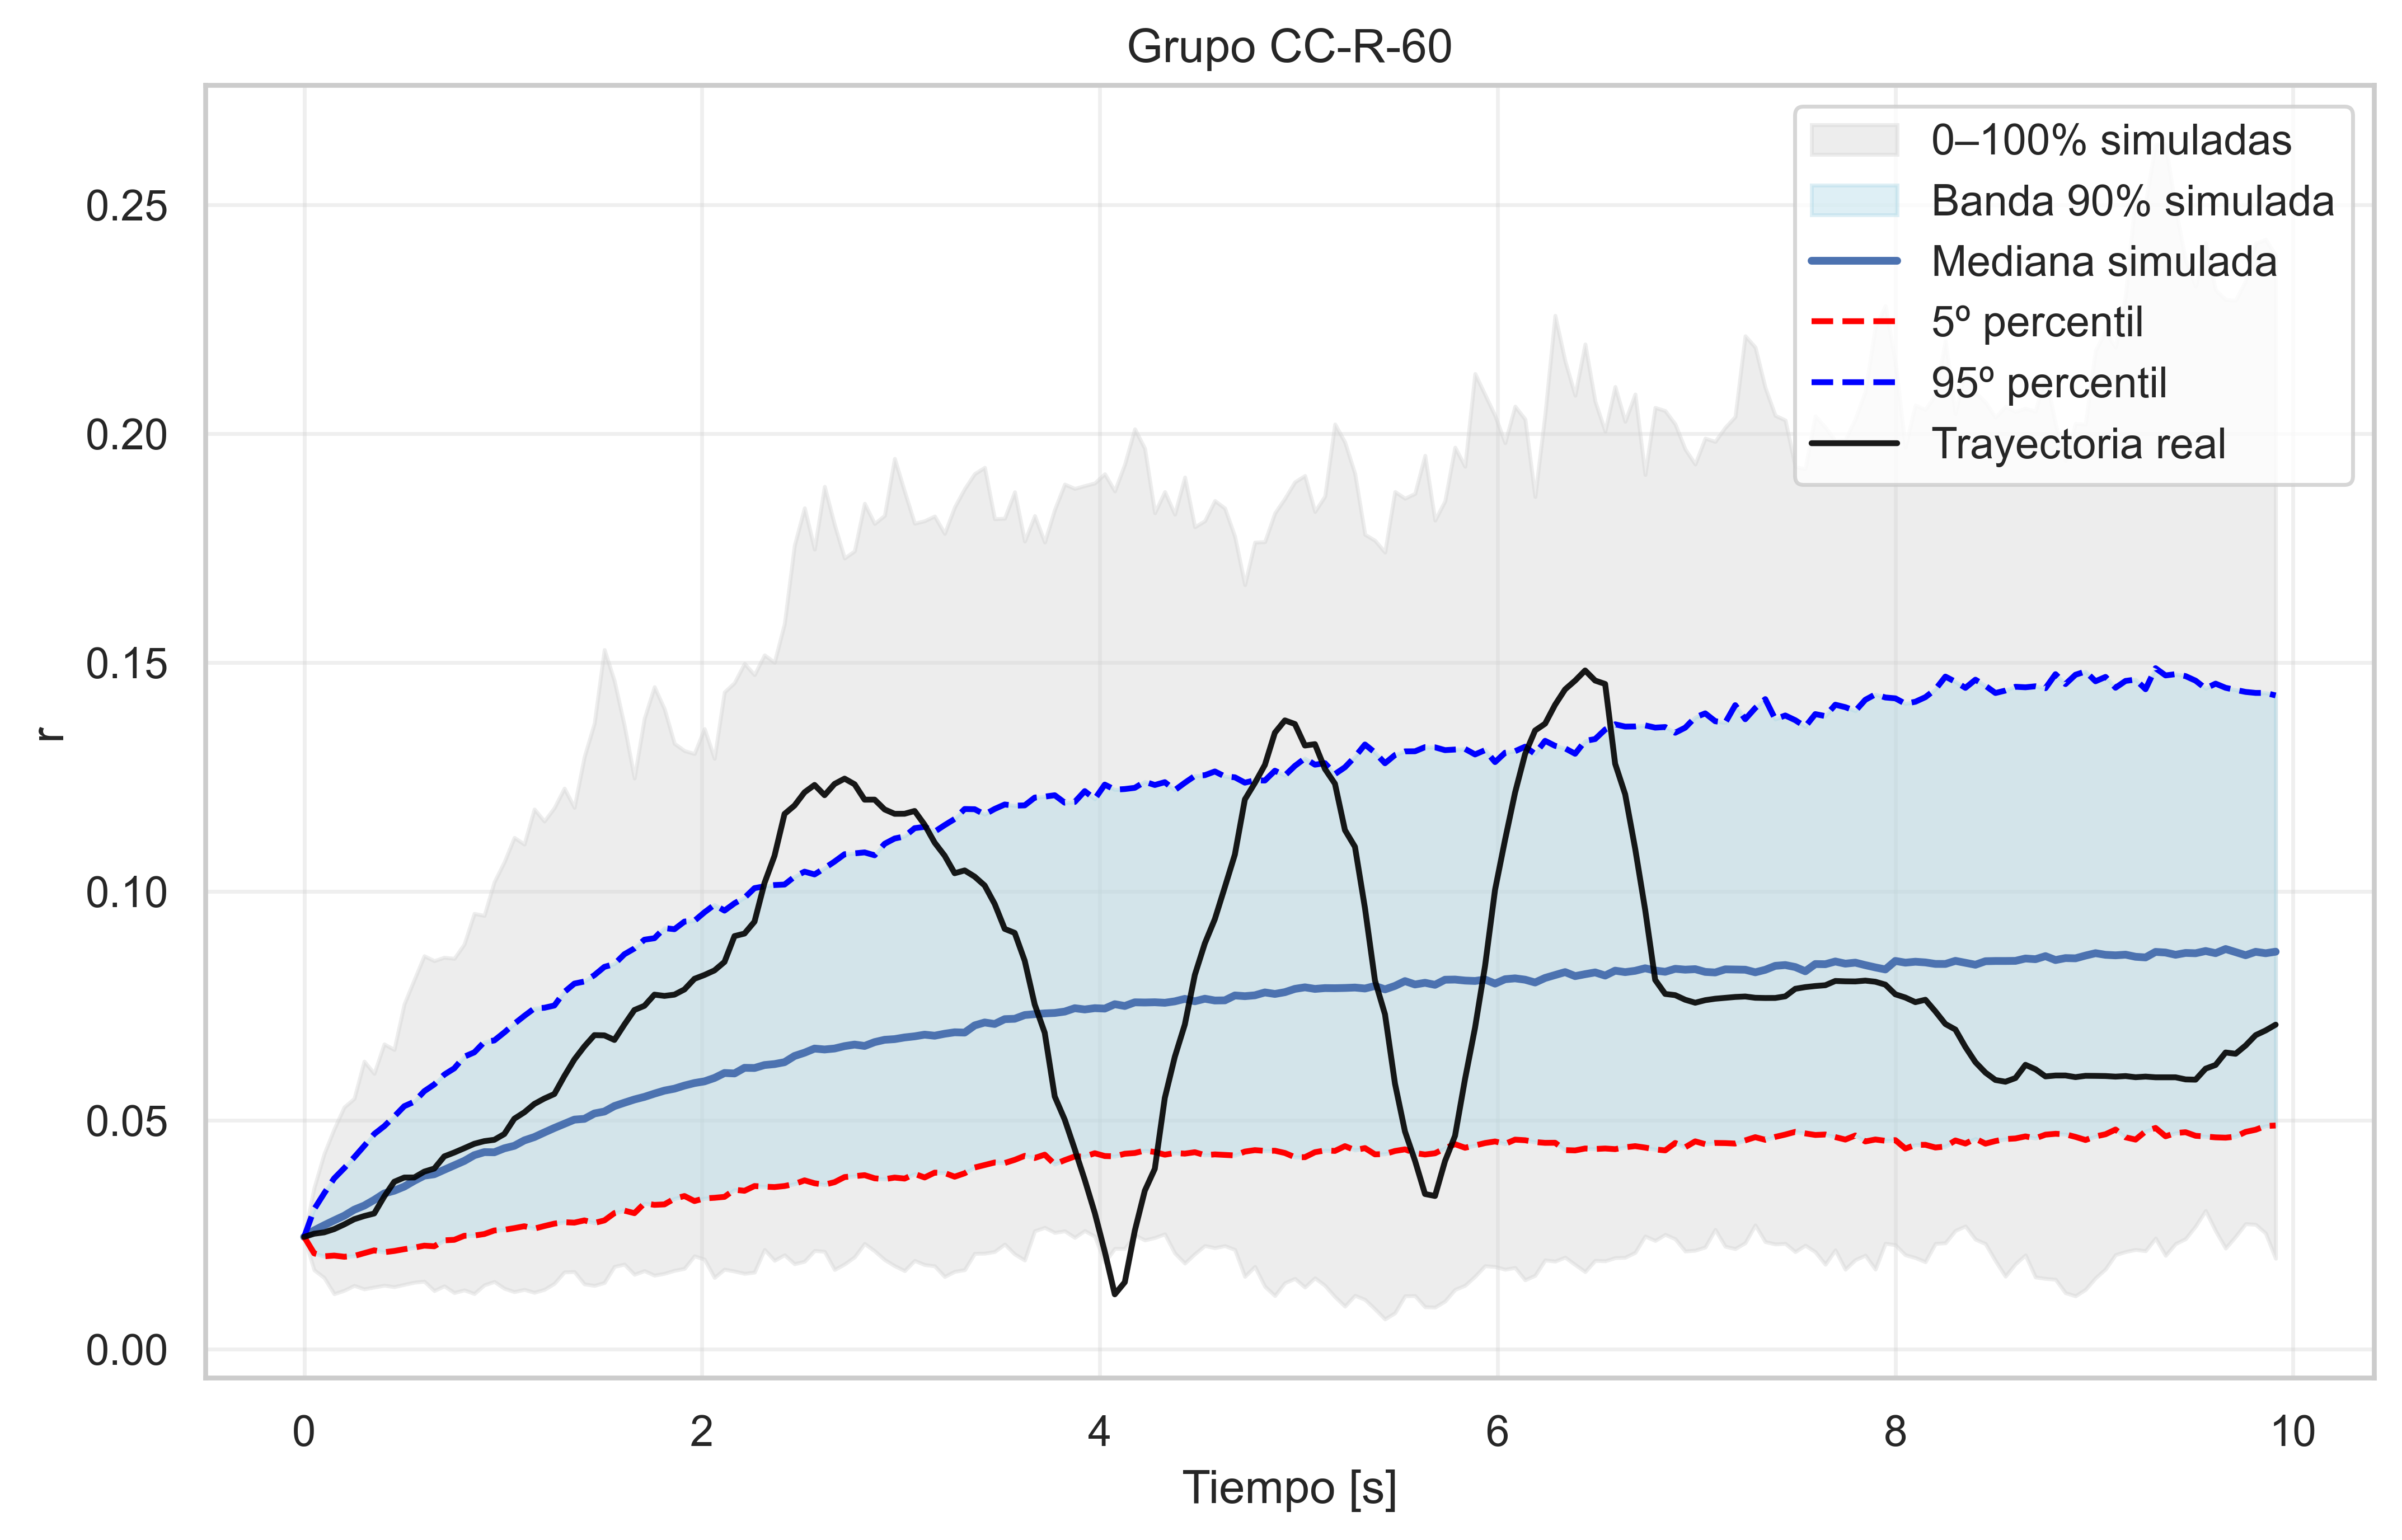 Grupo CC-R-60
0–100% simuladas
Banda 90% simulada
Mediana simulada
5º percentil
95º percentil
Trayectoria real
r
0.25
0.20
0.15
0.10
0.05
0.00
0 2 4 6 8 10
Tiempo [s]